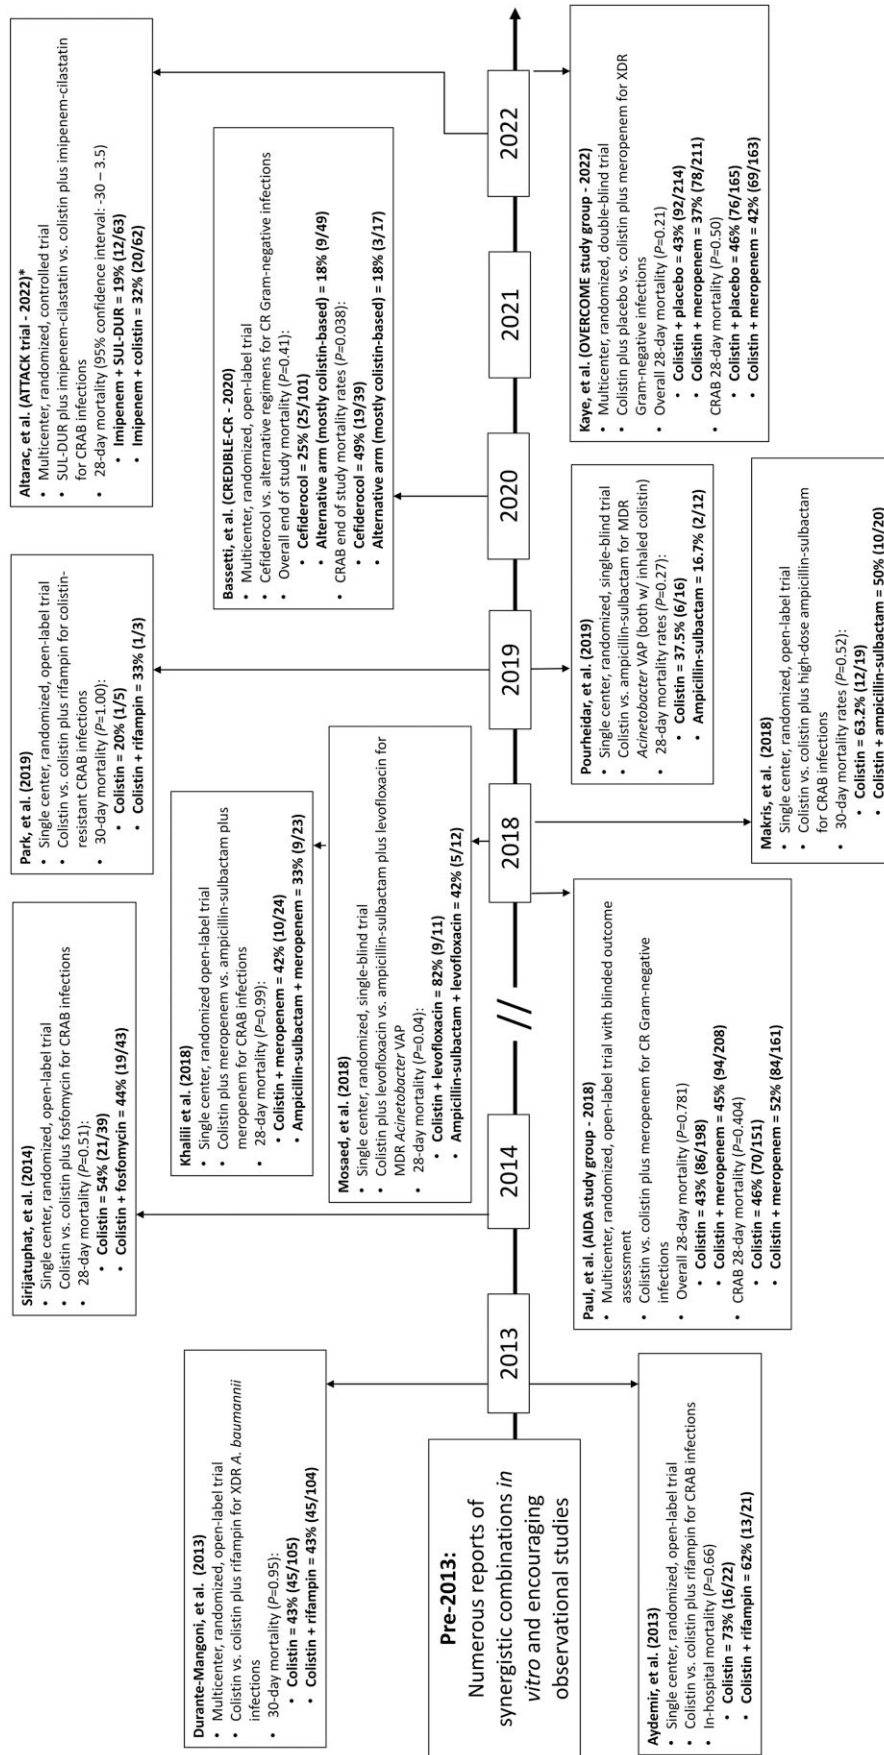 Durante-Mangoni, et al. (2013)
• Multicenter, randomized, open-label trial
• Colistin vs. colistin plus rifampin for XDR A. baumannii
infections
• 30-day mortality (P=0.95):
• Colistin = 43% (45/105)
• Colistin + rifampin = 43% (45/104)
Sirijatuphat, et al. (2014)
• Single center, randomized, open-label trial
• Colistin vs. colistin plus fosfomycin for CRAB infections
• 28-day mortality (P=0.51):
• Colistin = 54% (21/39)
• Colistin + fosfomycin = 44% (19/43)
Khalili et al. (2018)
• Single center, randomized open-label trial
• Colistin plus meropenem vs. ampicillin-sulbactam plus
meropenem for CRAB infections
• 28-day mortality (P=0.99):
• Colistin + meropenem = 42% (10/24)
• Ampicillin-sulbactam + meropenem = 33% (9/23)
Mosaed, et al. (2018)
• Single center, randomized, single-blind trial
• Colistin plus levofloxacin vs. ampicillin-sulbactam plus levofloxacin for
MDR Acinetobacter VAP
• 28-day mortality (P=0.04):
• Colistin + levofloxacin = 82% (9/11)
• Ampicillin-sulbactam + levofloxacin = 42% (5/12)
Park, et al. (2019)
• Single center, randomized, open-label trial
• Colistin vs. colistin plus rifampin for colistin-
resistant CRAB infections
• 30-day mortality (P=1.00):
• Colistin = 20% (1/5)
• Colistin + rifampin = 33% (1/3)
Bassetti, et al. (CREDIBLE-CR - 2020)
• Multicenter, randomized, open-label trial
• Cefiderocol vs. alternative regimens for CR Gram-negative infections
• Overall end of study mortality (P=0.41):
• Cefiderocol = 25% (25/101)
• Alternative arm (mostly colistin-based) = 18% (9/49)
• CRAB end of study mortality rates (P=0.038):
• Cefiderocol = 49% (19/39)
• Alternative arm (mostly colistin-based) = 18% (3/17)
Altarac, et al. (ATTACK trial - 2022)*
• Multicenter, randomized, controlled trial
• SUL-DUR plus imipenem-cilastatin vs. colistin plus imipenem-cilastatin
for CRAB infections
• 28-day mortality (95% confidence interval: -30 – 3.5)
• Imipenem + SUL-DUR = 19% (12/63)
• Imipenem + colistin = 32% (20/62)
Pre-2013:
Numerous reports of
synergistic combinations in
vitro and encouraging
observational studies
2013
2014
//
2018
2019
2020
2021
2022
Aydemir, et al. (2013)
• Single center, randomized, open-label trial
• Colistin vs. colistin plus rifampin for CRAB infections
• In-hospital mortality (P=0.66)
• Colistin = 73% (16/22)
• Colistin + rifampin = 62% (13/21)
Paul, et al. (AIDA study group - 2018)
• Multicenter, randomized, open-label trial with blinded outcome
assessment
• Colistin vs. colistin plus meropenem for CR Gram-negative
infections
• Overall 28-day mortality (P=0.781)
• Colistin = 43% (86/198)
• Colistin + meropenem = 45% (94/208)
• CRAB 28-day mortality (P=0.404)
• Colistin = 46% (70/151)
• Colistin + meropenem = 52% (84/161)
Makris, et al. (2018)
• Single center, randomized, open-label trial
• Colistin vs. colistin plus high-dose ampicillin-sulbactam
for CRAB infections
• 30-day mortality rates (P=0.52):
• Colistin = 63.2% (12/19)
• Colistin + ampicillin-sulbactam = 50% (10/20)
Pourheidar, et al. (2019)
• Single center, randomized, single-blind trial
• Colistin vs. ampicillin-sulbactam for MDR
Acinetobacter VAP (both w/ inhaled colistin)
• 28-day mortality rates (P=0.27):
• Colistin = 37.5% (6/16)
• Ampicillin-sulbactam = 16.7% (2/12)
Kaye, et al. (OVERCOME study group - 2022)
• Multicenter, randomized, double-blind trial
• Colistin plus placebo vs. colistin plus meropenem for XDR
Gram-negative infections
• Overall 28-day mortality (P=0.21)
• Colistin + placebo = 43% (92/214)
• Colistin + meropenem = 37% (78/211)
• CRAB 28-day mortality (P=0.50)
• Colistin + placebo = 46% (76/165)
• Colistin + meropenem = 42% (69/163)